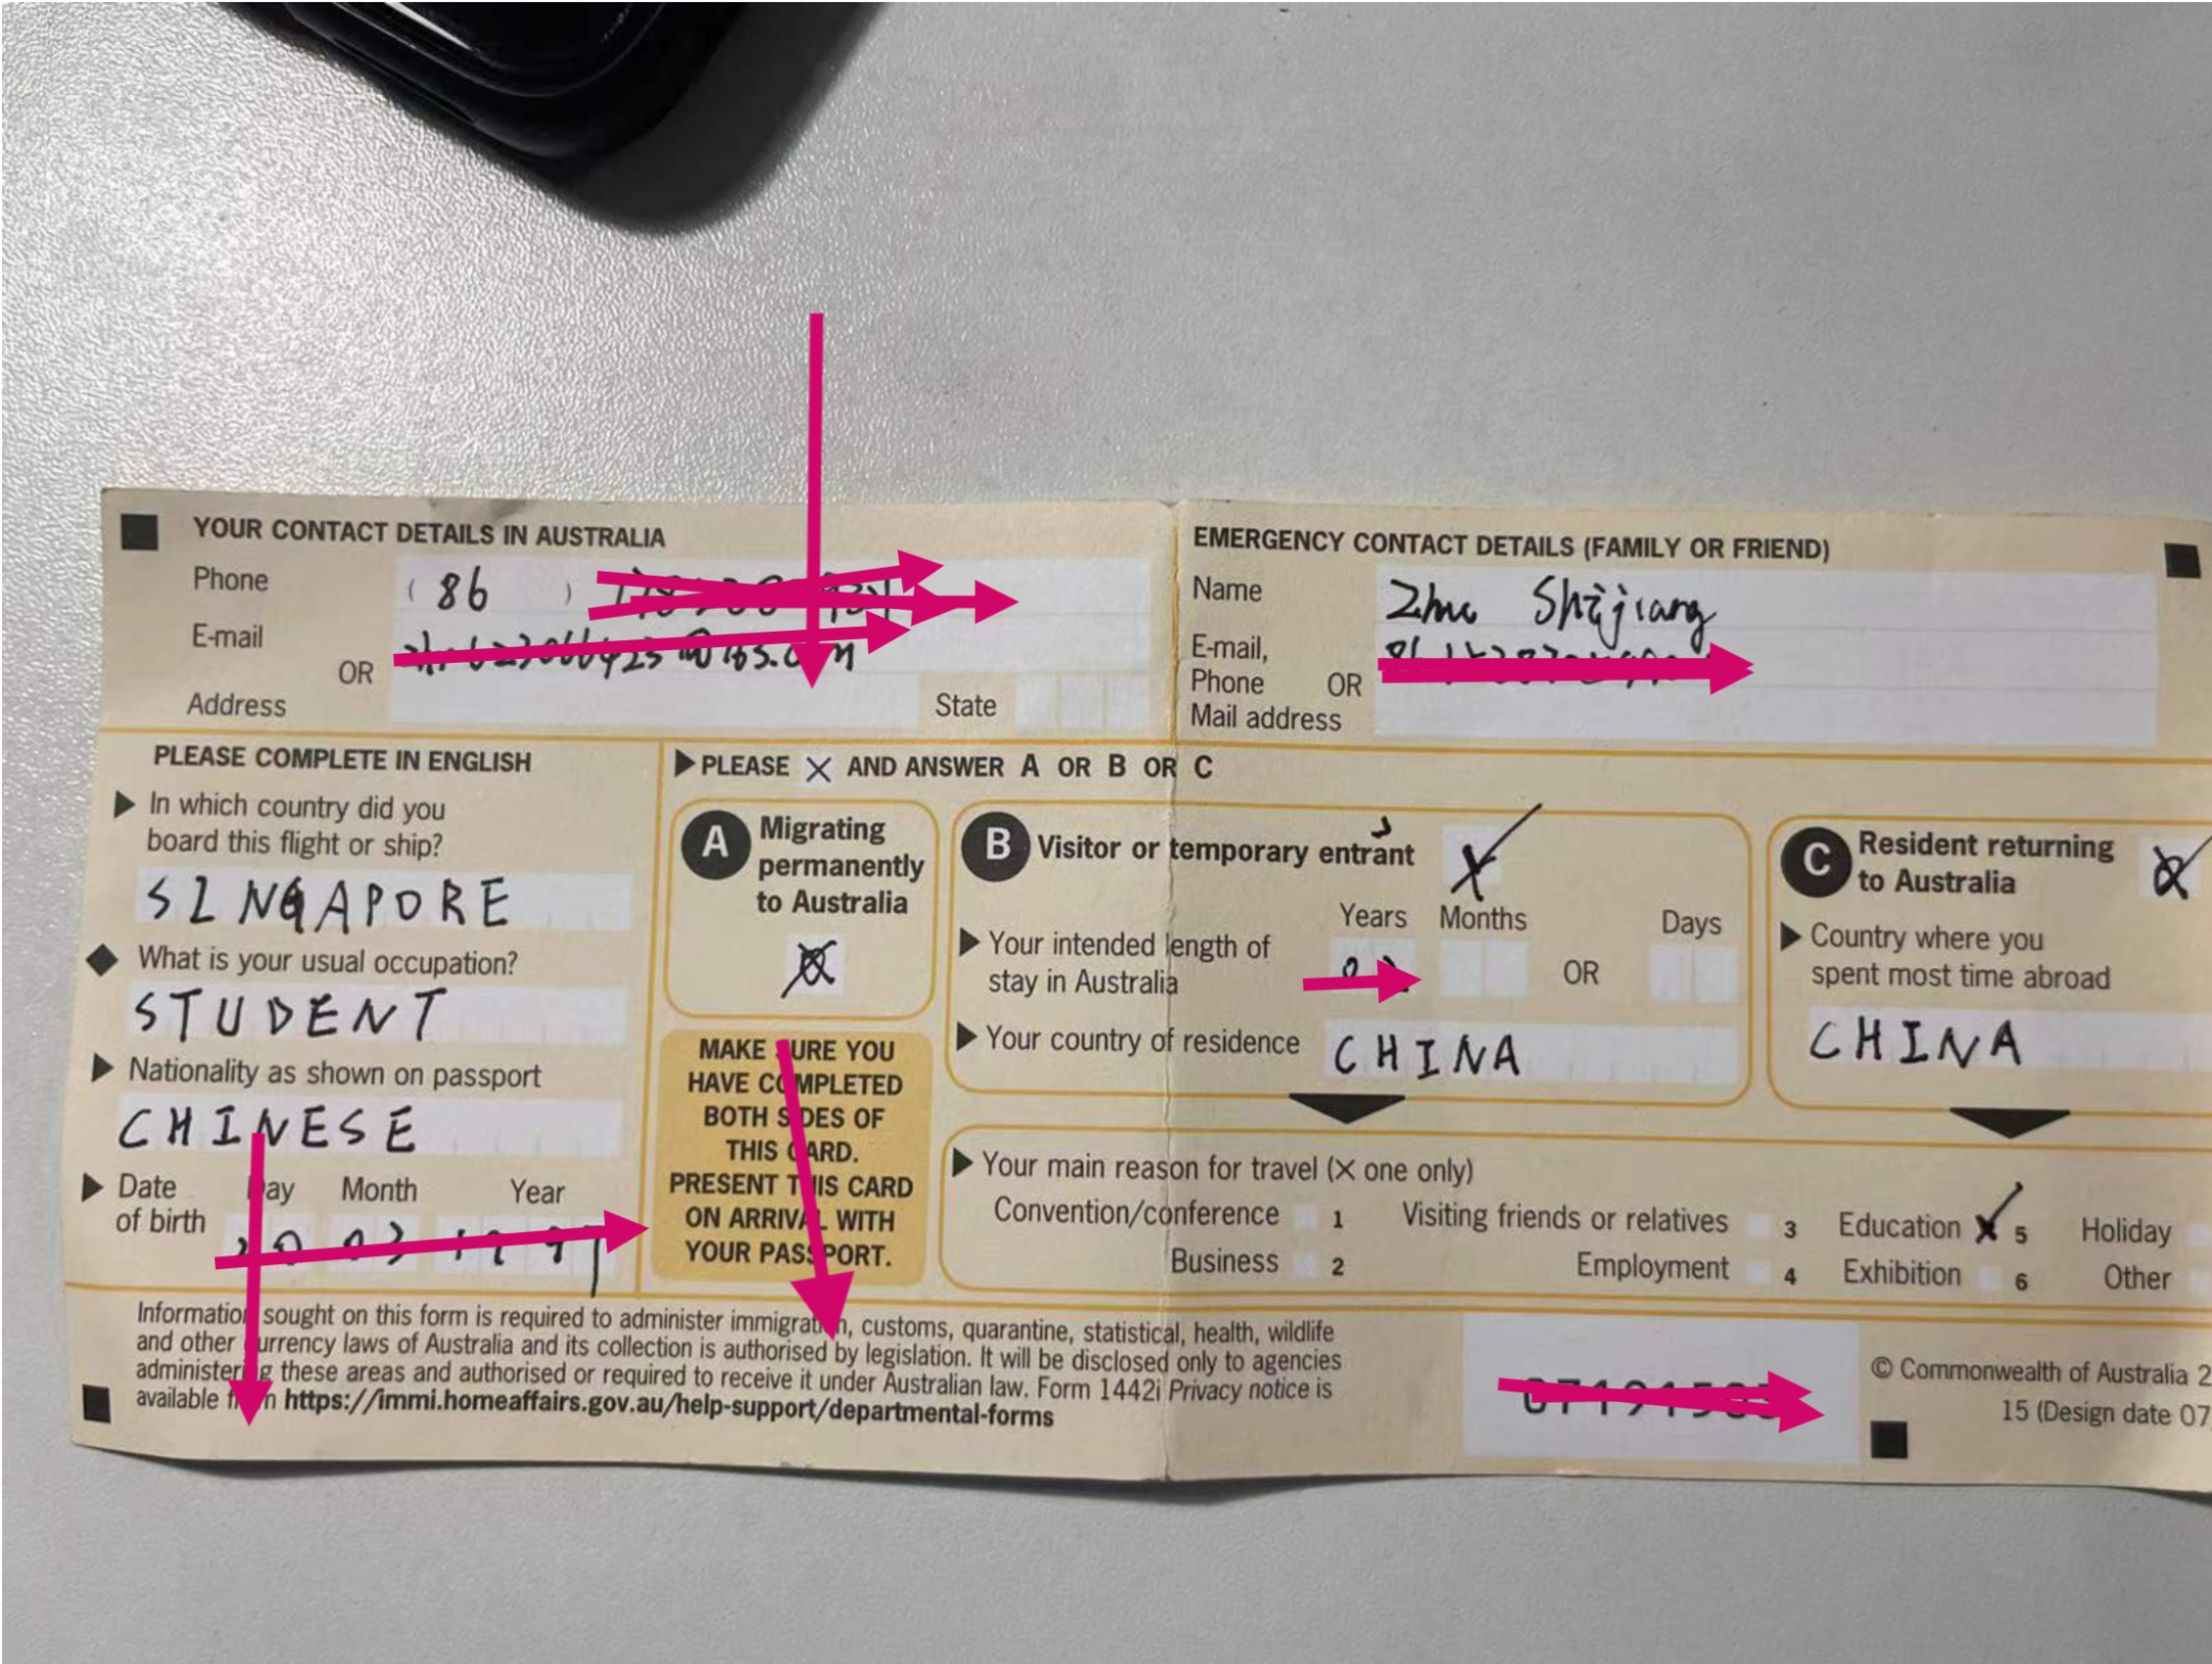 YOUR CONTACT DETAILS IN AUSTRALIA
Phone (86 )
E-mail
OR
Address State
EMERGENCY CONTACT DETAILS (FAMILY OR FRIEND)
Name Zhu Shijiang
E-mail,
Phone OR
Mail address
PLEASE COMPLETE IN ENGLISH
In which country did you
board this flight or ship?
SINGAPORE
What is your usual occupation?
STUDENT
Nationality as shown on passport
CHINESE
Date Day Month Year
of birth
PLEASE X AND ANSWER A OR B OR C
A Migrating
permanently
to Australia
MAKE SURE YOU
HAVE COMPLETED
BOTH SIDES OF
THIS CARD.
PRESENT THIS CARD
ON ARRIVAL WITH
YOUR PASSPORT.
B Visitor or temporary entrant X
Years Months Days
Your intended length of
stay in Australia OR
Your country of residence CHINA
C Resident returning
to Australia
Country where you
spent most time abroad
CHINA
Your main reason for travel (X one only)
Convention/conference 1 Visiting friends or relatives 3 Education X 5 Holiday
Business 2 Employment 4 Exhibition 6 Other
Information sought on this form is required to administer immigration, customs, quarantine, statistical, health, wildlife
and other currency laws of Australia and its collection is authorised by legislation. It will be disclosed only to agencies
administering these areas and authorised or required to receive it under Australian law. Form 1442i Privacy notice is
available from https://immi.homeaffairs.gov.au/help-support/departmental-forms
© Commonwealth of Australia 2
15 (Design date 07